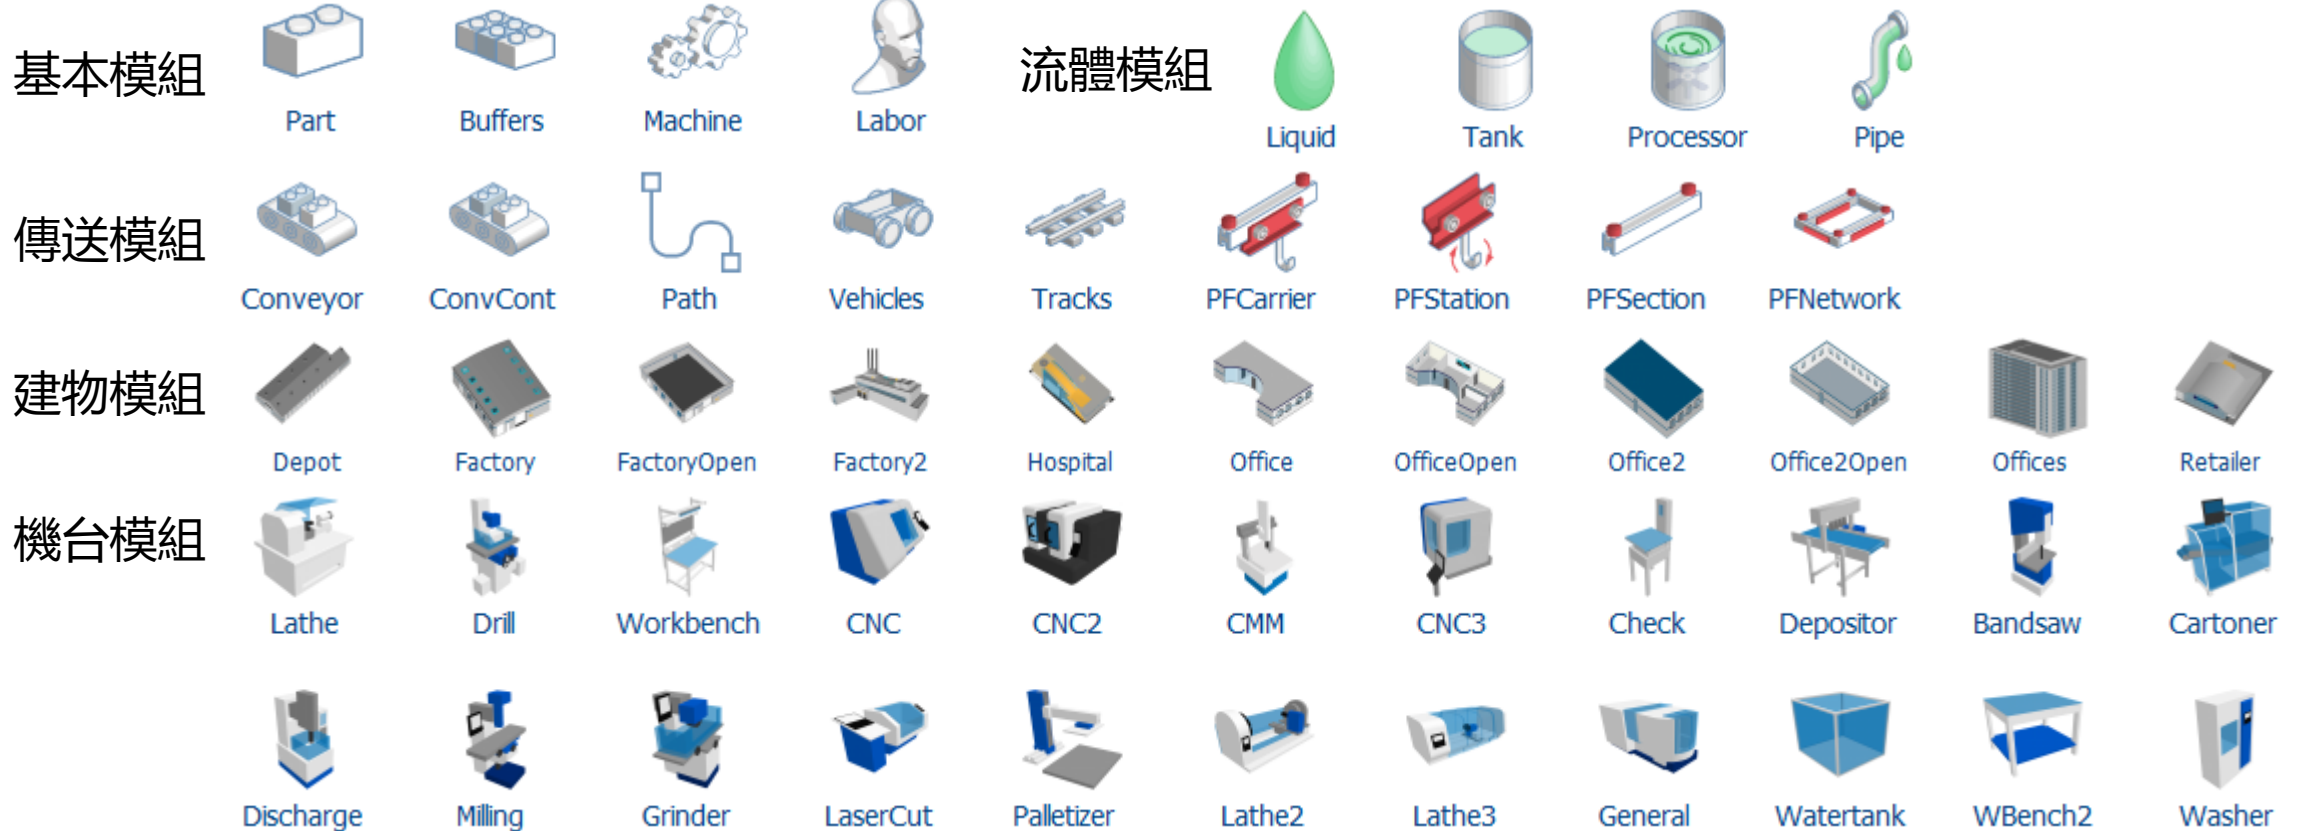 基本模組
Part Buffers Machine Labor
流體模組
Liquid Tank Processor Pipe
傳送模組
Conveyor ConvCont Path Vehicles Tracks PFCarrier PFStation PFSection PFNetwork
建物模組
Depot Factory FactoryOpen Factory2 Hospital Office OfficeOpen Office2 Office2Open Offices Retailer
機台模組
Lathe Drill Workbench CNC CNC2 CMM CNC3 Check Depositor Bandsaw Cartoner
Discharge Milling Grinder LaserCut Palletizer Lathe2 Lathe3 General Watertank WBench2 Washer